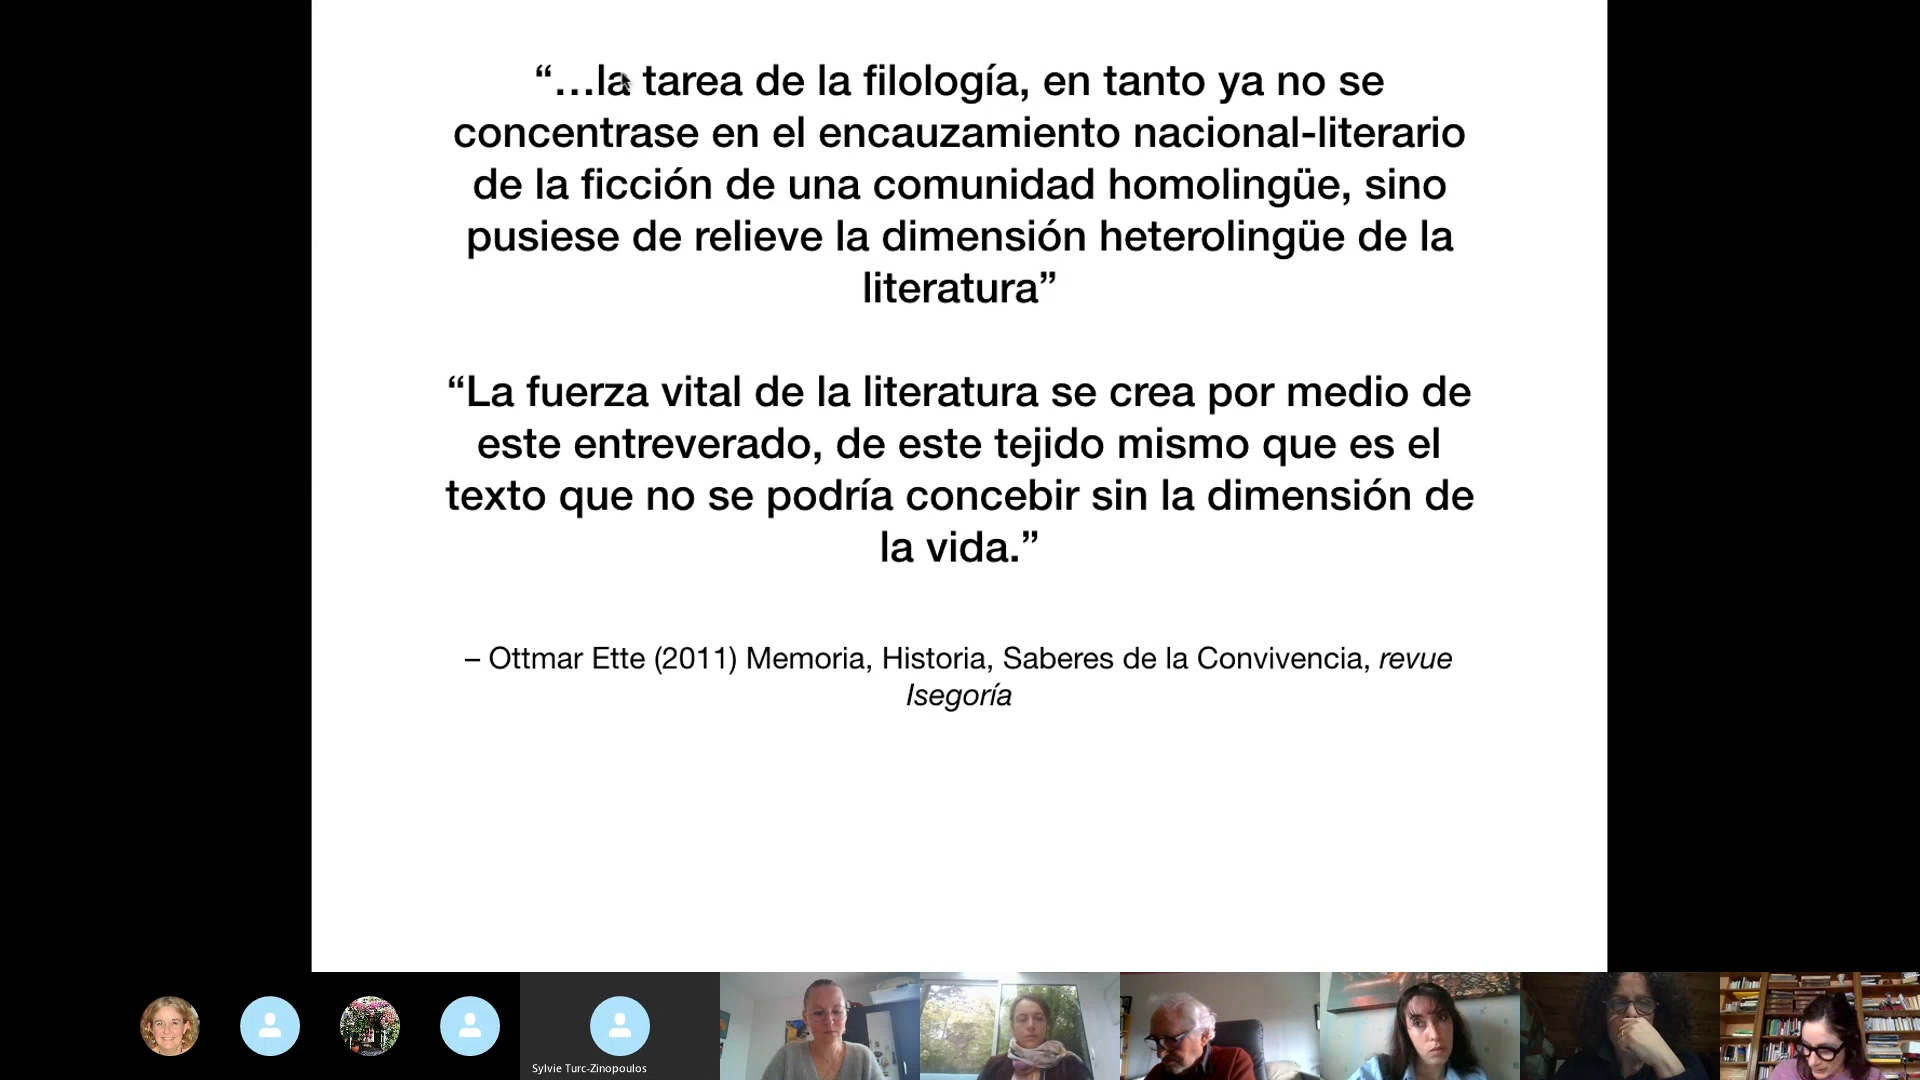 “…la tarea de la filología, en tanto ya no se
concentrase en el encauzamiento nacional-literario
de la ficción de una comunidad homolingüe, sino
pusiese de relieve la dimensión heterolingüe de la
literatura”
“La fuerza vital de la literatura se crea por medio de
este entreverado, de este tejido mismo que es el
texto que no se podría concebir sin la dimensión de
la vida.”
– Ottmar Ette (2011) Memoria, Historia, Saberes de la Convivencia, revue
Isegoría
Sylvie Turc-Zinopoulos